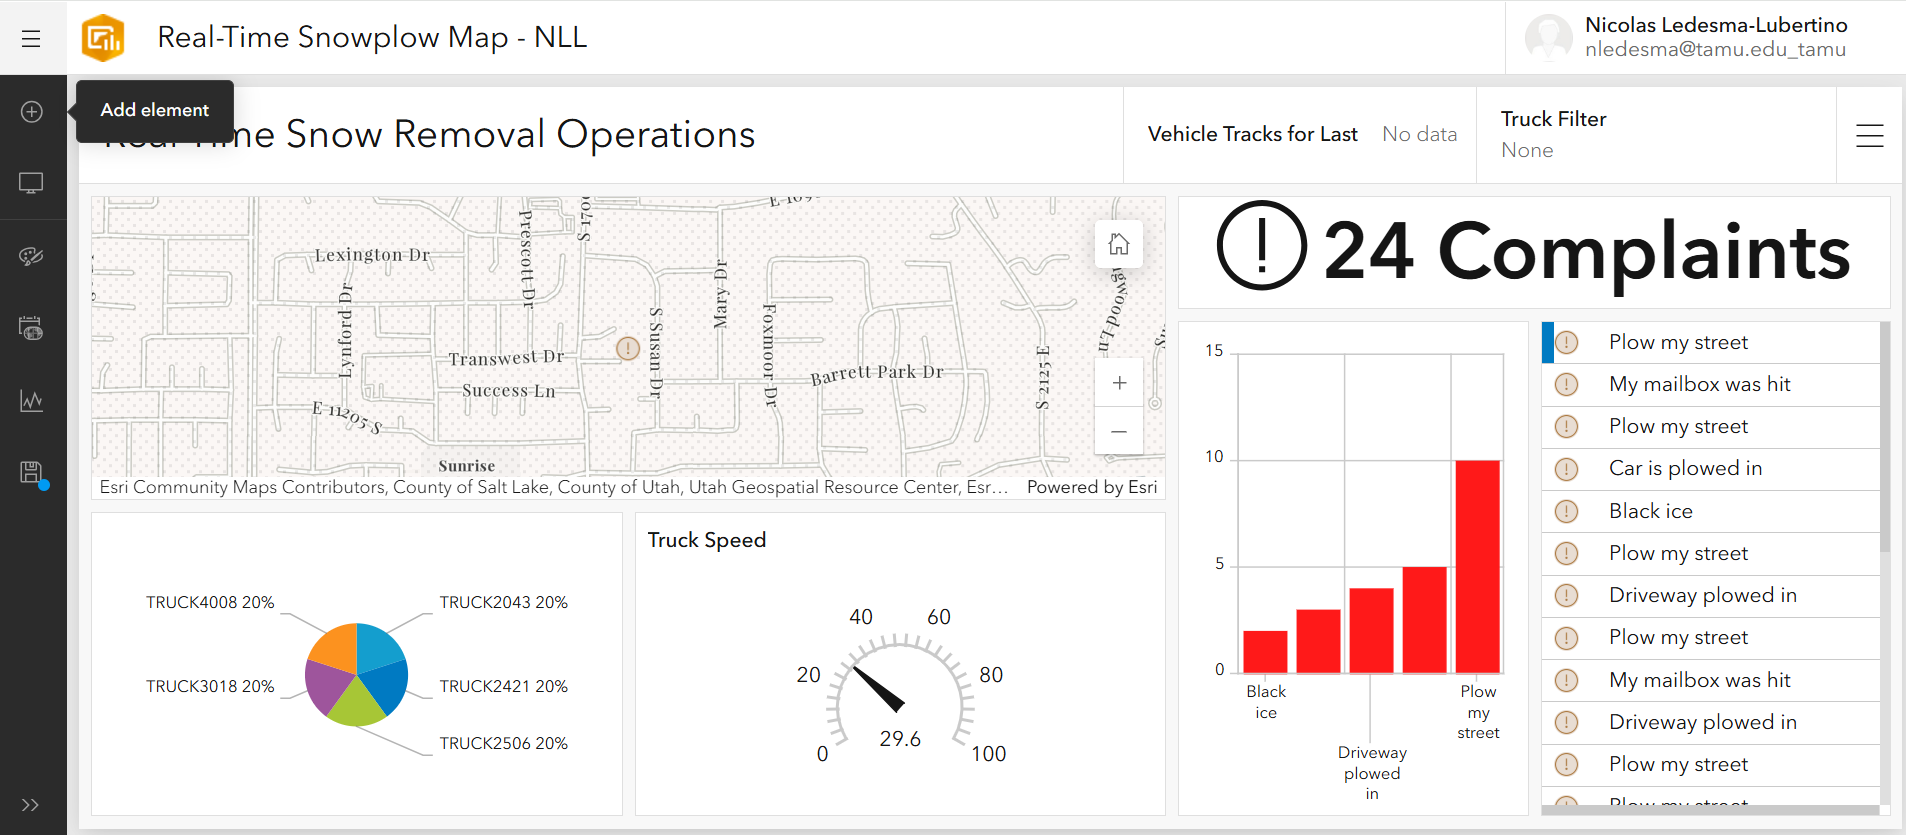 Real-Time Snowplow Map - NLL
Nicolas Ledesma-Lubertino
nledesma@tamu.edu_tamu
Add element
Real-Time Snow Removal Operations
Vehicle Tracks for Last No data
Truck Filter
None
Lexington Dr
Prescott Dr
S 1700
Lynford Dr
Transwest Dr
Success Ln
E 11205 S
Sunrise
S Susan Dr
Mary Dr
Foxmoor Dr
Barrett Park Dr
S 2125 E
Esri Community Maps Contributors, County of Salt Lake, County of Utah, Utah Geospatial Resource Center, Esr...
Powered by Esri
24 Complaints
TRUCK4008 20%
TRUCK2043 20%
TRUCK3018 20%
TRUCK2421 20%
TRUCK2506 20%
Truck Speed
0
20
40
60
80
100
29.6
15
10
5
0
Black ice
Driveway plowed in
Plow my street
Plow my street
My mailbox was hit
Plow my street
Car is plowed in
Black ice
Plow my street
Driveway plowed in
Plow my street
My mailbox was hit
Driveway plowed in
Plow my street
Plow my street